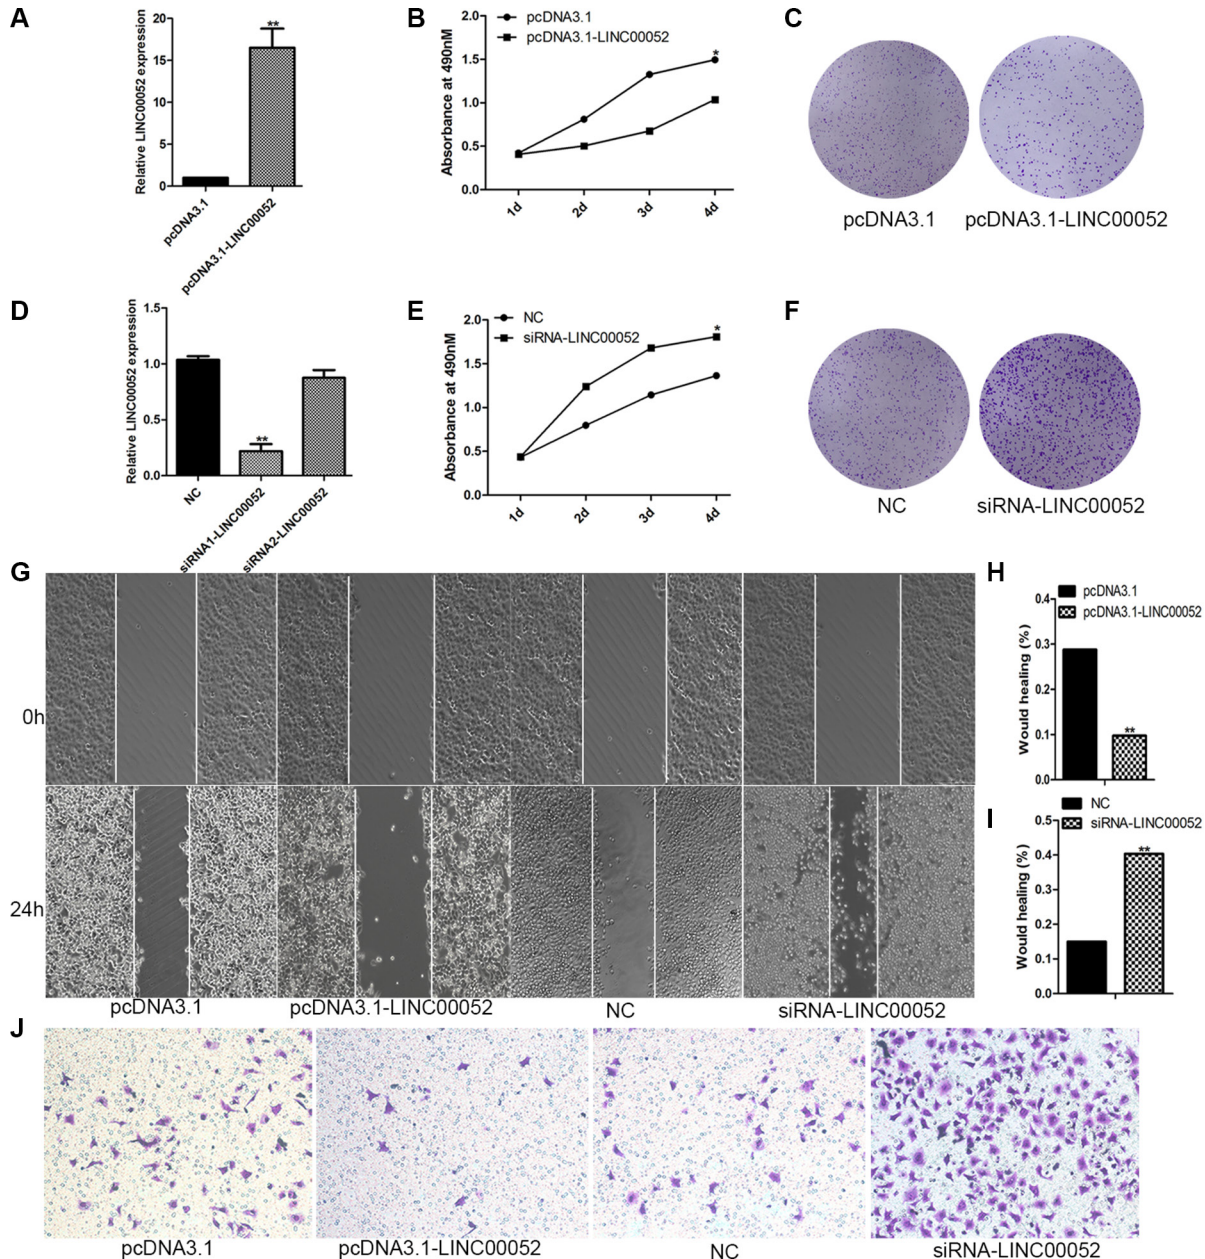 A
Relative LINC00052 expression
20
15
10
5
0
**
pcDNA3.1
pcDNA3.1-LINC00052
B
pcDNA3.1
pcDNA3.1-LINC00052
Absorbance at 490nM
2.0
1.5
1.0
0.5
0.0
*
1d
2d
3d
4d
C
pcDNA3.1
pcDNA3.1-LINC00052
D
Relative LINC00052 expression
1.5
1.0
0.5
0.0
**
NC
siRNA1-LINC00052
siRNA2-LINC00052
E
NC
siRNA-LINC00052
Absorbance at 490nM
2.0
1.5
1.0
0.5
0.0
*
1d
2d
3d
4d
F
NC
siRNA-LINC00052
G
0h
24h
pcDNA3.1
pcDNA3.1-LINC00052
NC
siRNA-LINC00052
H
pcDNA3.1
pcDNA3.1-LINC00052
Would healing (%)
0.4
0.3
0.2
0.1
0.0
**
I
NC
siRNA-LINC00052
Would healing (%)
0.5
0.4
0.3
0.2
0.1
0.0
**
J
pcDNA3.1
pcDNA3.1-LINC00052
NC
siRNA-LINC00052